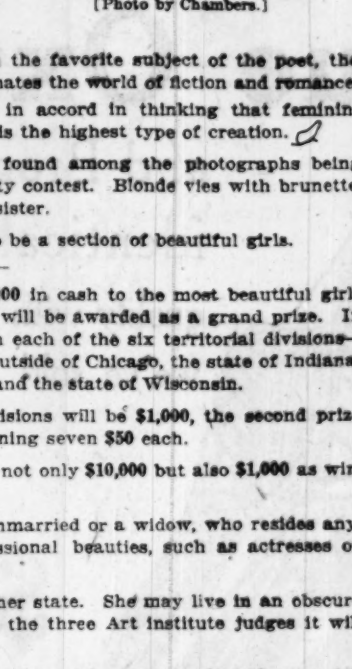 [Photo by Chambers.]
the favorite subject of the poet, the
nates the world of fiction and romance
in accord in thinking that feminin
is the highest type of creation.
found among the photographs being
ty contest. Blonde vies with brunette
sister.
be a section of beautiful girls.
00 in cash to the most beautiful girl
will be awarded as a grand prize. I
each of the six territorial divisions—
utside of Chicago, the state of Indiana
and the state of Wisconsin.
isions will be $1,000, the second priz
ning seven $50 each.
not only $10,000 but also $1,000 as win
nmarried or a widow, who resides any
ssional beauties, such as actresses o
her state. She may live in an obscur
the three Art institute judges it wil